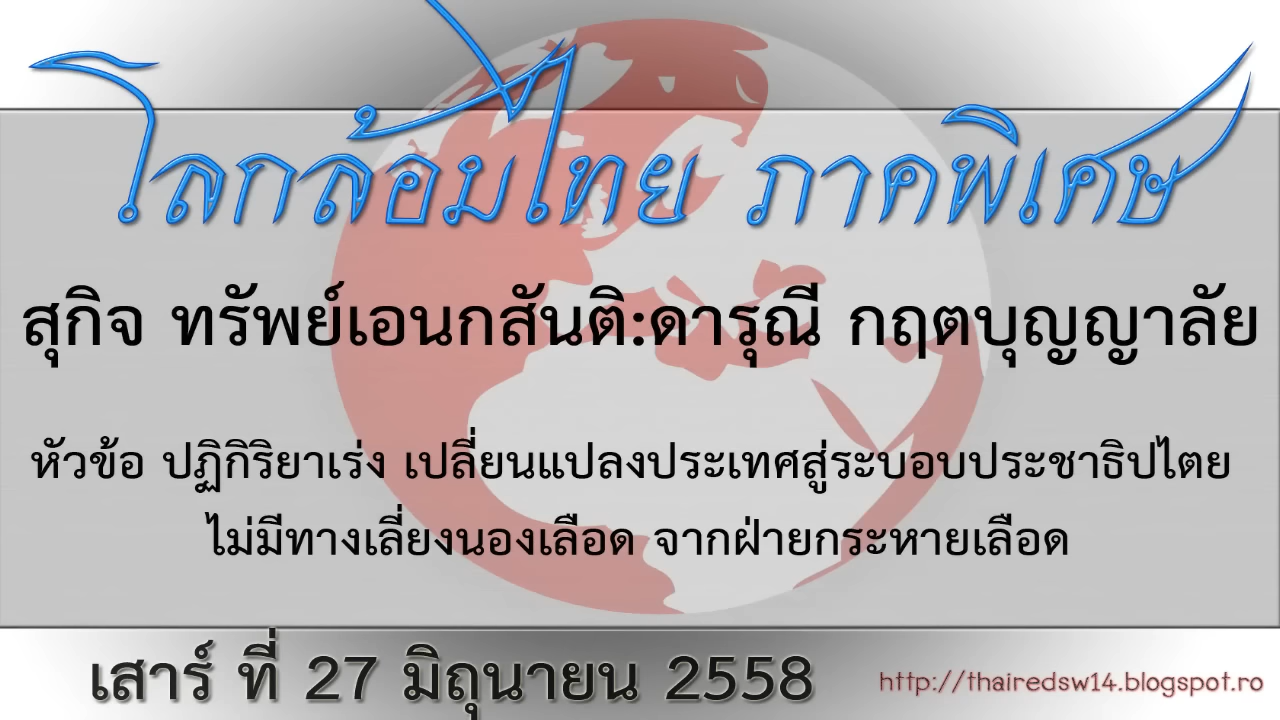 โลกล้อมไทย ภาคพิเศษ
สุกิจ ทรัพย์เอนกสันติ:ดารุณี กฤตบุญญาลัย
หัวข้อ ปฏิกิริยาเร่ง เปลี่ยนแปลงประเทศสู่ระบอบประชาธิปไตย
ไม่มีทางเลี่ยงนองเลือด จากฝ่ายกระหายเลือด
เสาร์ ที่ 27 มิถุนายน 2558
http://thairedsw14.blogspot.ro